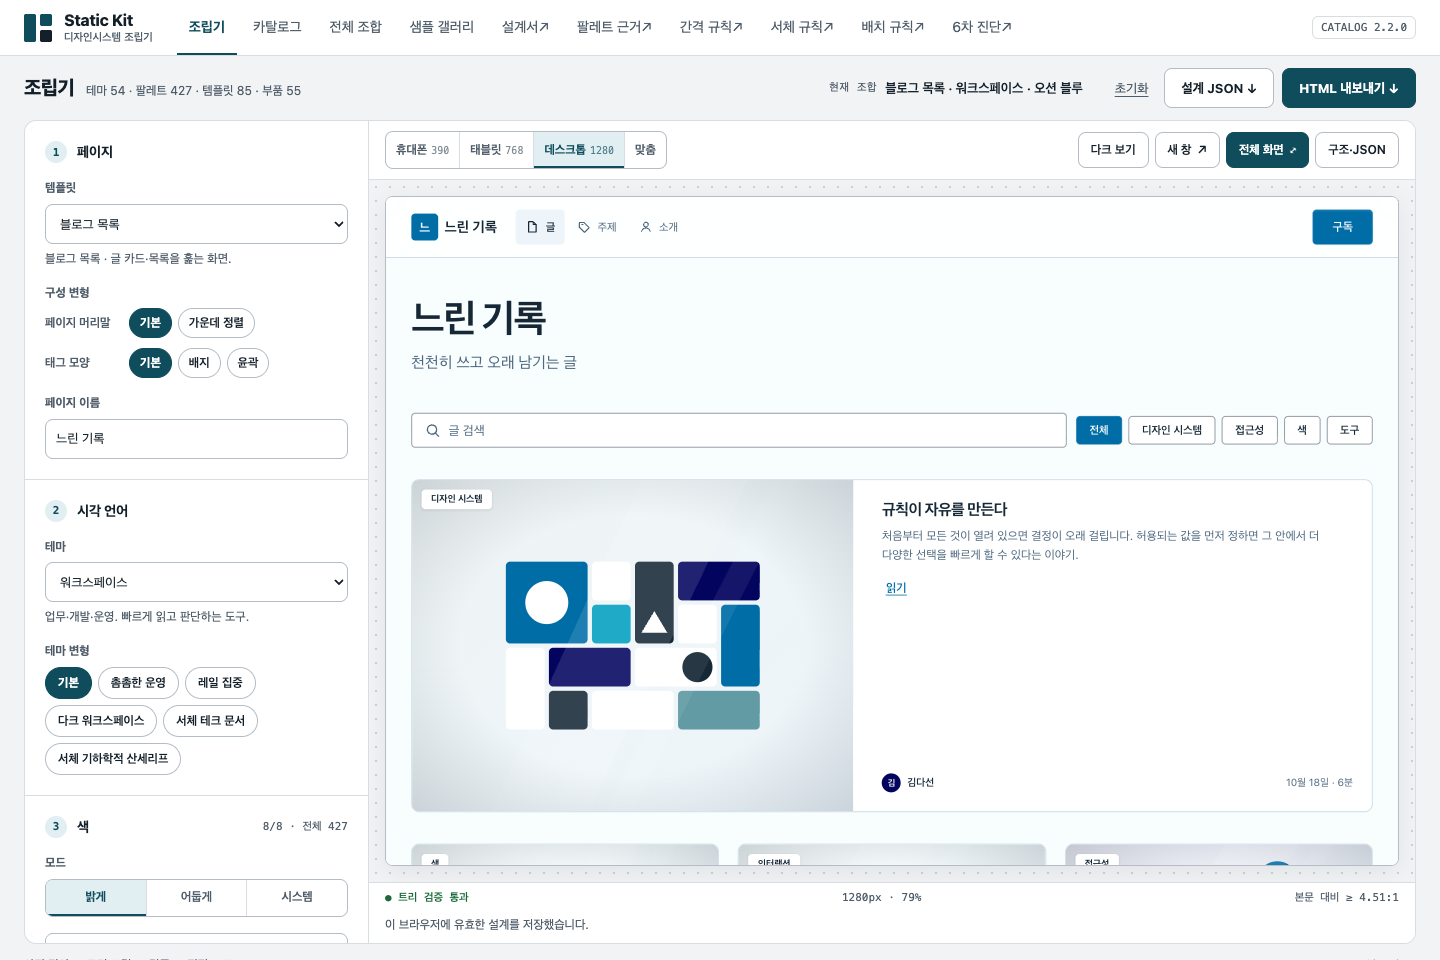 Static Kit
디자인시스템 조립기
조립기
카탈로그
전체 조합
샘플 갤러리
설계서↗
팔레트 근거↗
간격 규칙↗
서체 규칙↗
배치 규칙↗
6차 진단↗
CATALOG 2.2.0
조립기
테마 54 · 팔레트 427 · 템플릿 85 · 부품 55
현재 조합 블로그 목록 · 워크스페이스 · 오션 블루
초기화
설계 JSON ↓
HTML 내보내기 ↓
1 페이지
템플릿
블로그 목록
블로그 목록 · 글 카드·목록을 훑는 화면.
구성 변형
페이지 머리말 기본 가운데 정렬
태그 모양 기본 배지 윤곽
페이지 이름
느린 기록
2 시각 언어
테마
워크스페이스
업무·개발·운영. 빠르게 읽고 판단하는 도구.
테마 변형
기본 촘촘한 운영 레일 집중
다크 워크스페이스 서체 테크 문서
서체 기하학적 산세리프
3 색 8/8 · 전체 427
모드
밝게 어둡게 시스템
휴대폰 390 태블릿 768 데스크톱 1280 맞춤
다크 보기 새 창 ↗ 전체 화면 ⤢ 구조·JSON
느 느린 기록 글 주제 소개 구독
느린 기록
천천히 쓰고 오래 남기는 글
글 검색
전체 디자인 시스템 접근성 색 도구
디자인 시스템
규칙이 자유를 만든다
처음부터 모든 것이 열려 있으면 결정이 오래 걸립니다. 허용되는 값을 먼저 정하면 그 안에서 더
다양한 선택을 빠르게 할 수 있다는 이야기.
읽기
김 김다선 10월 18일 · 6분
색 인터랙션 접근성
● 트리 검증 통과 1280px · 79% 본문 대비 ≥ 4.51:1
이 브라우저에 유효한 설계를 저장했습니다.